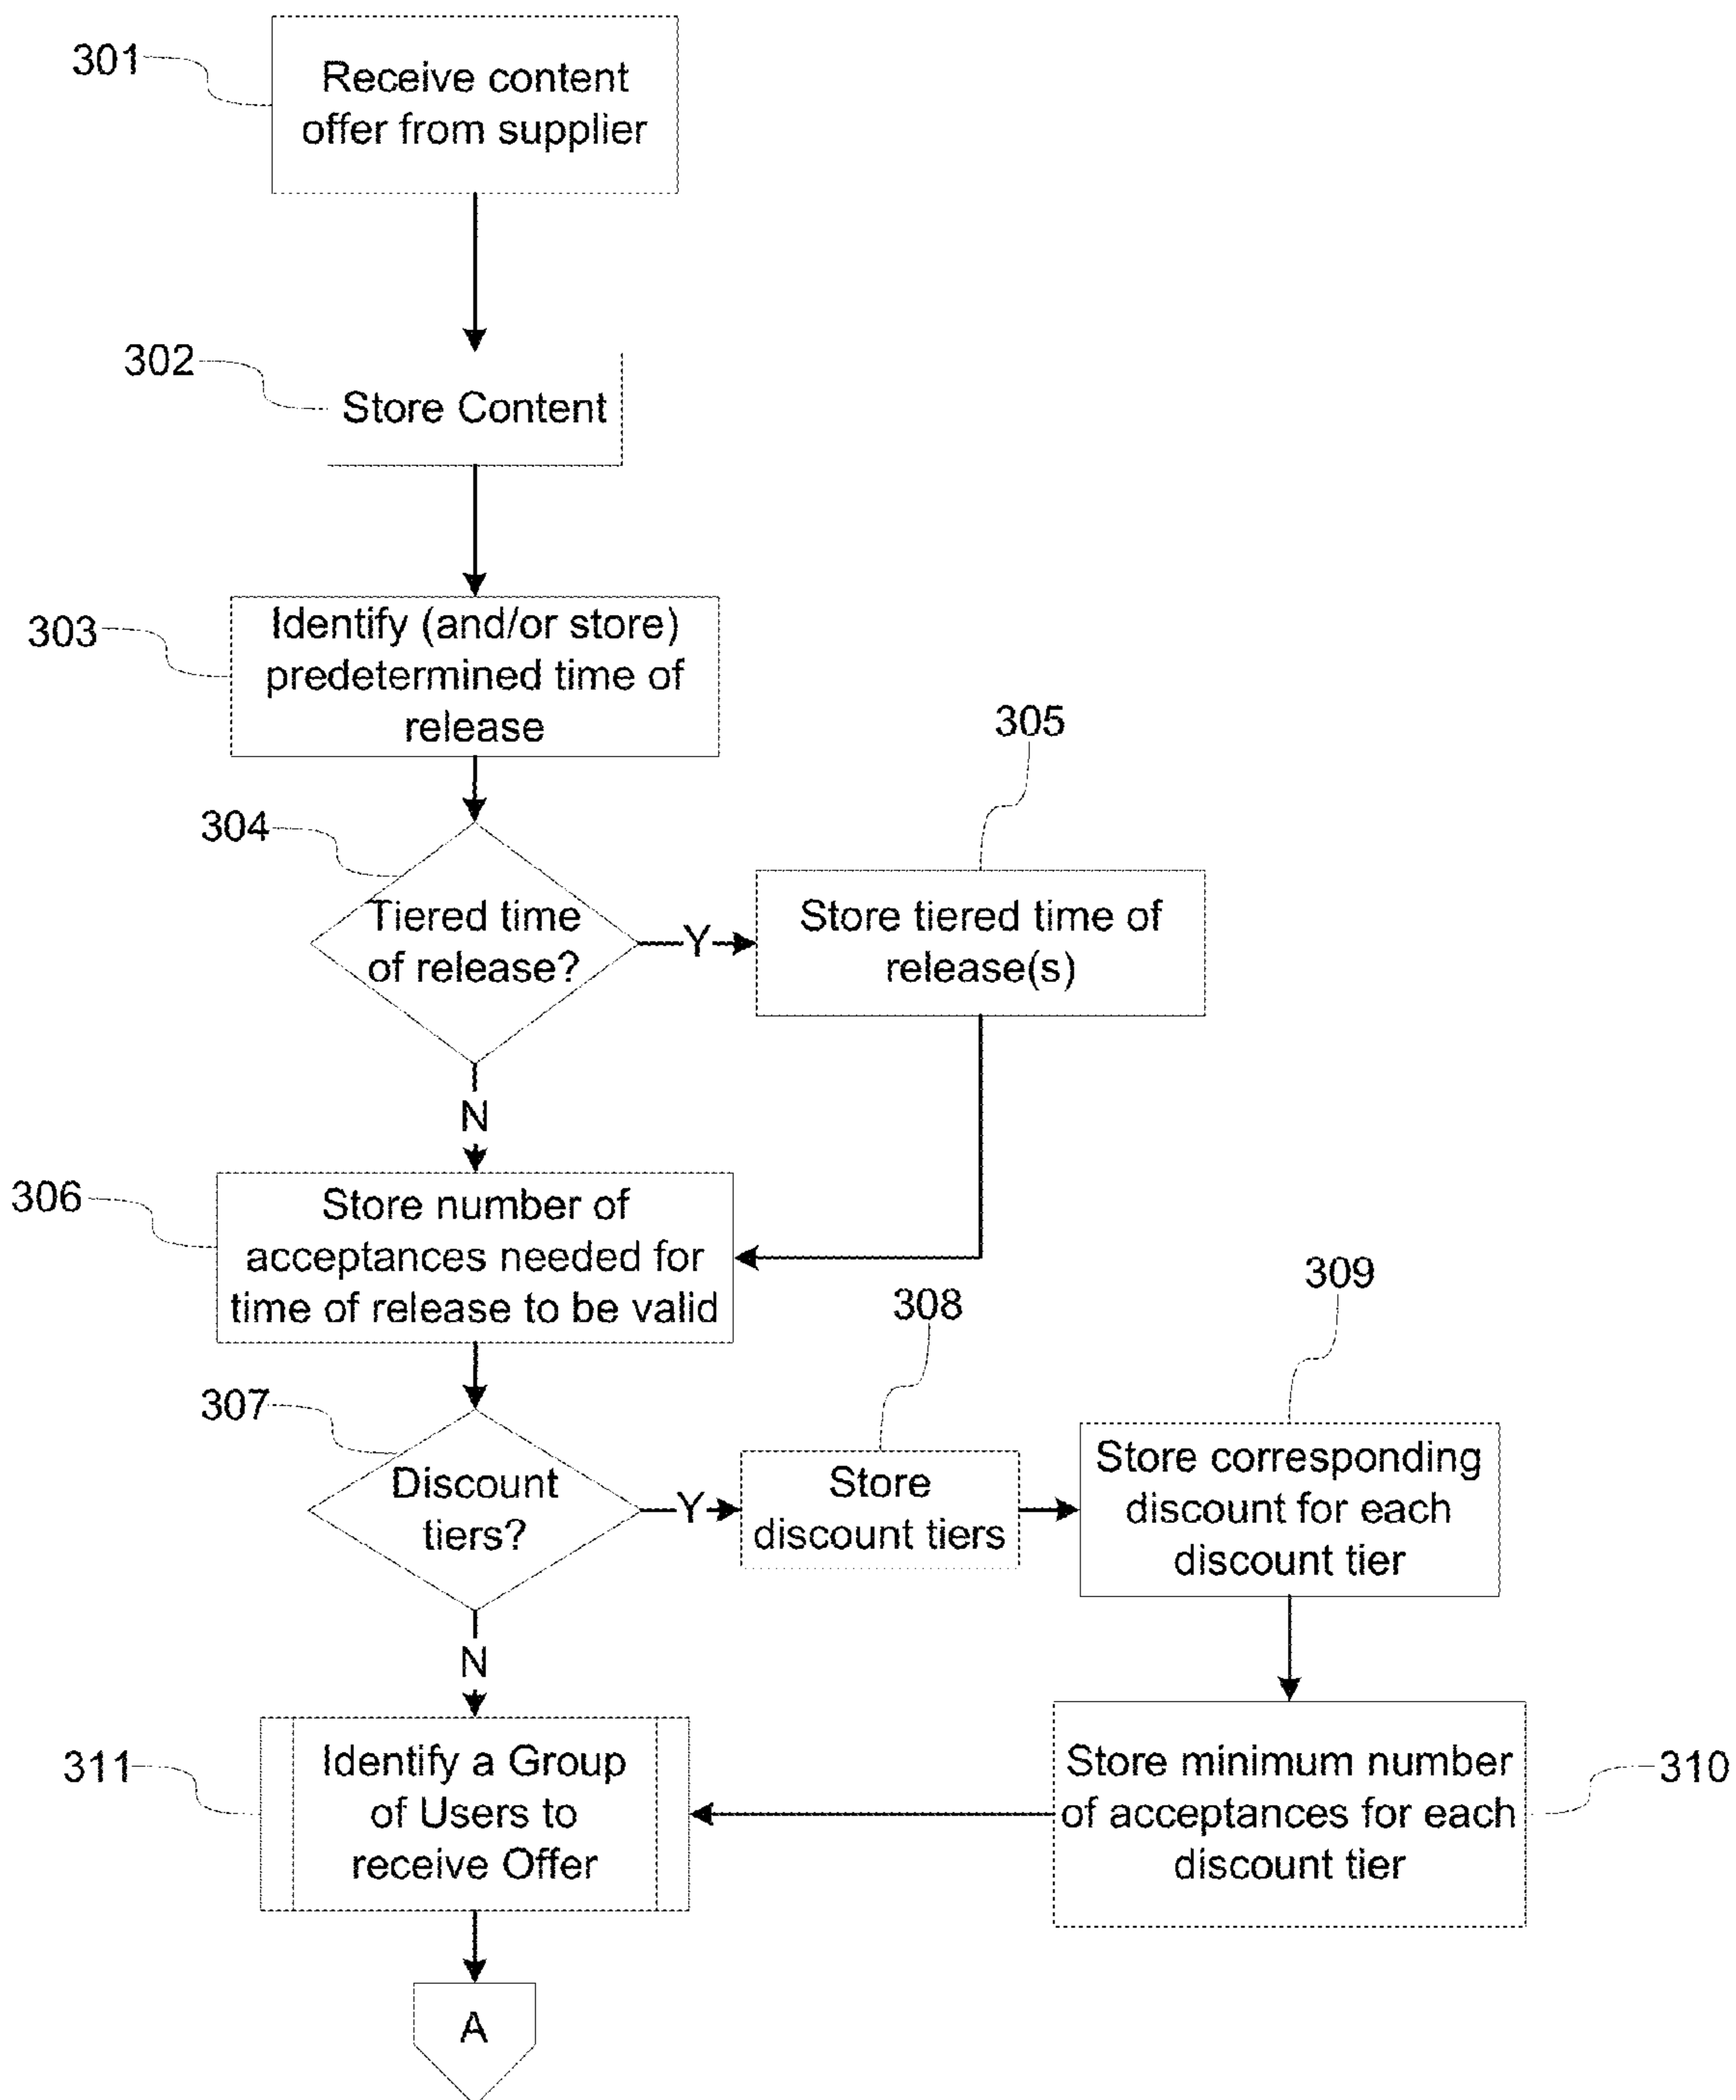 301
Receive content
offer from supplier
302
Store Content
303
Identify (and/or store)
predetermined time of
release
304
Tiered time
of release?
Y
305
Store tiered time of
release(s)
N
306
Store number of
acceptances needed for
time of release to be valid
307
Discount
tiers?
Y
308
Store
discount tiers
309
Store corresponding
discount for each
discount tier
N
311
Identify a Group
of Users to
receive Offer
Store minimum number
of acceptances for each
discount tier
310
A